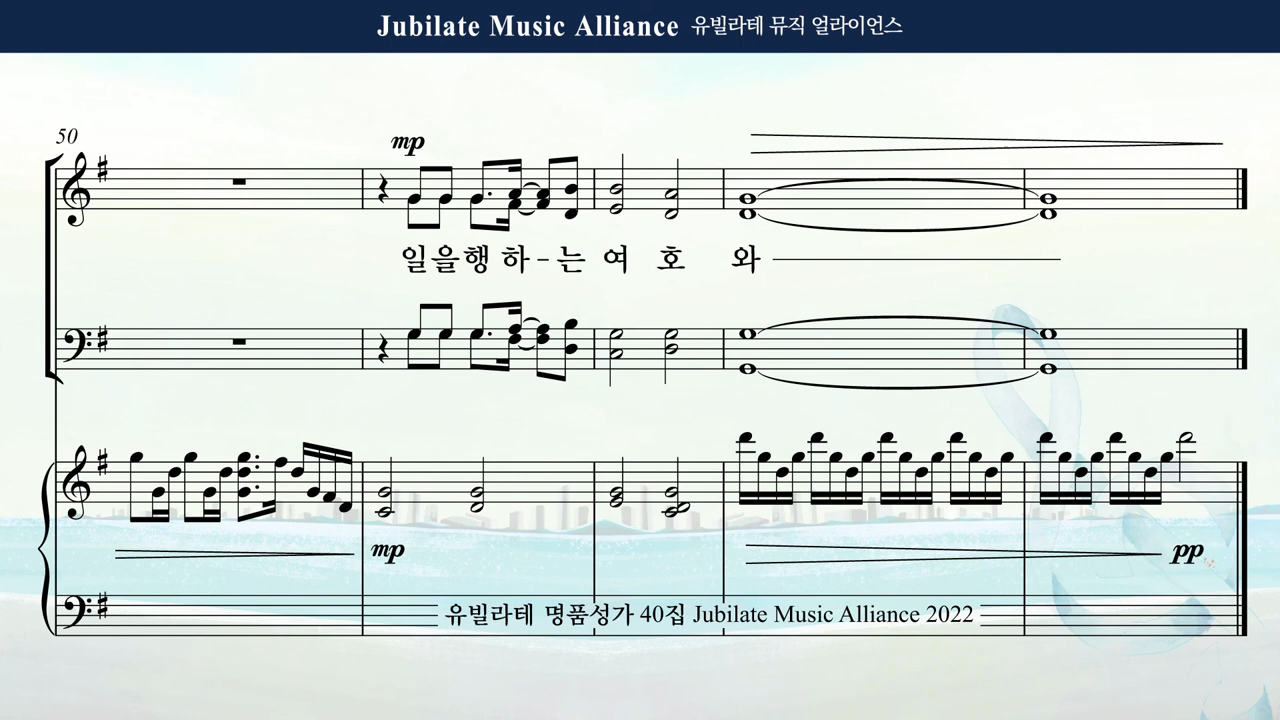 Jubilate Music Alliance 유빌라테 뮤직 얼라이언스
50
mp
일을행 하-는 여 호 와
mp
pp
유빌라테 명품성가 40집 Jubilate Music Alliance 2022